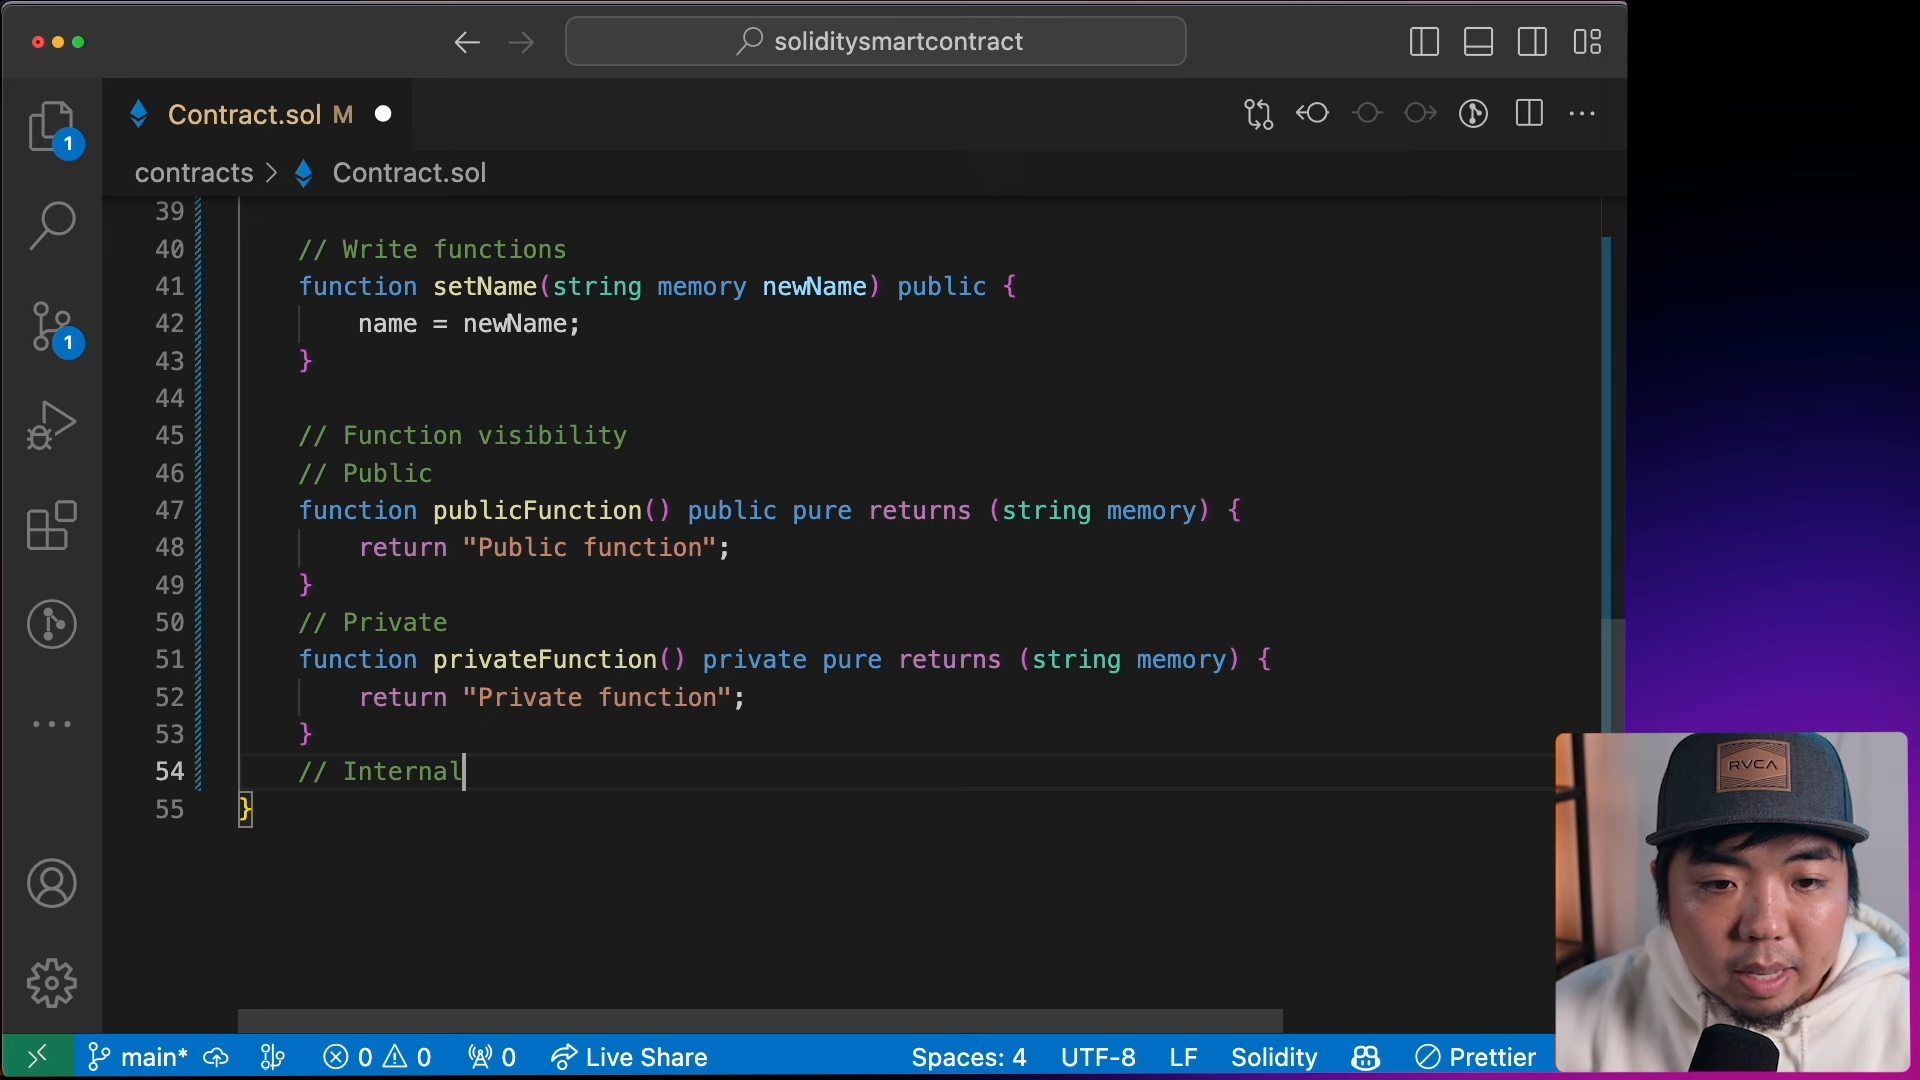 soliditysmartcontract
Contract.sol M
1
contracts > Contract.sol
39
40 // Write functions
41 function setName(string memory newName) public {
42 name = newName;
43 }
44
45 // Function visibility
46 // Public
47 function publicFunction() public pure returns (string memory) {
48 return "Public function";
49 }
50 // Private
51 function privateFunction() private pure returns (string memory) {
52 return "Private function";
53 }
54 // Internal
55 }
1
RVCA
main* 0 0 0 Live Share Spaces: 4 UTF-8 LF Solidity Prettier